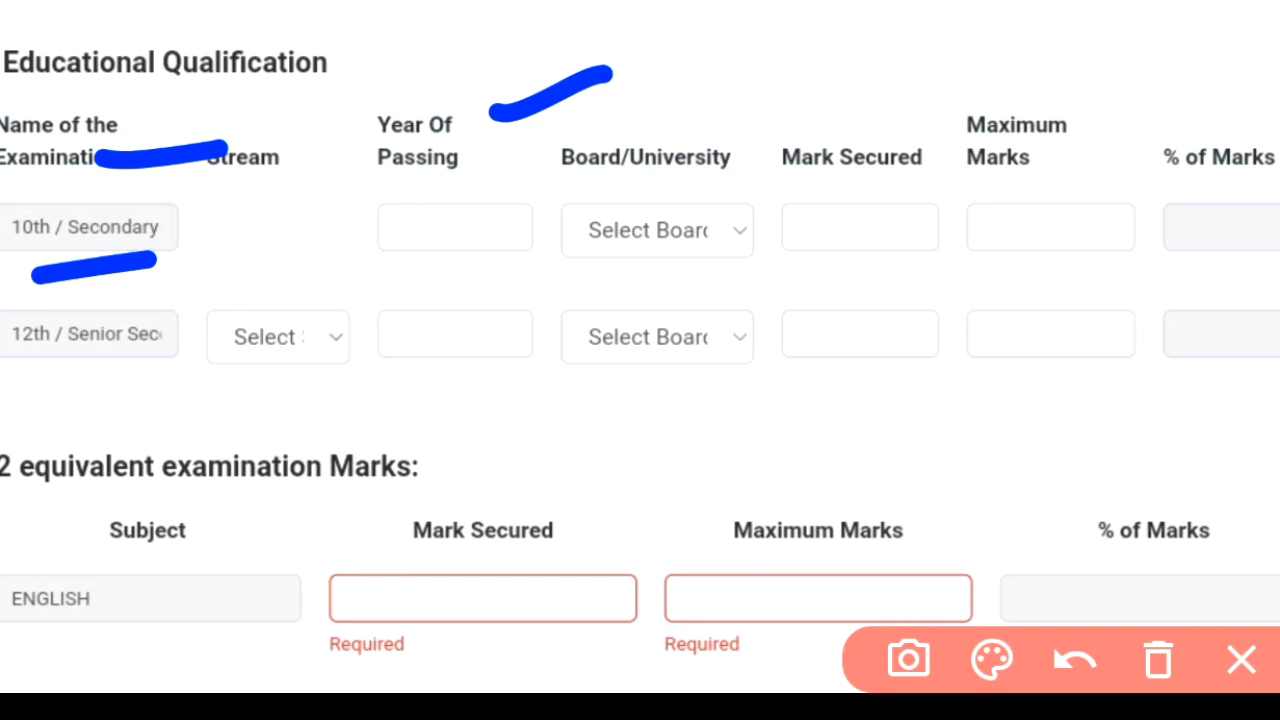 Educational Qualification
Name of the Examinati Stream Year Of Passing Board/University Mark Secured Maximum Marks % of Marks
10th / Secondary Select Board
12th / Senior Sec Select Select Board
2 equivalent examination Marks:
Subject Mark Secured Maximum Marks % of Marks
ENGLISH
Required Required